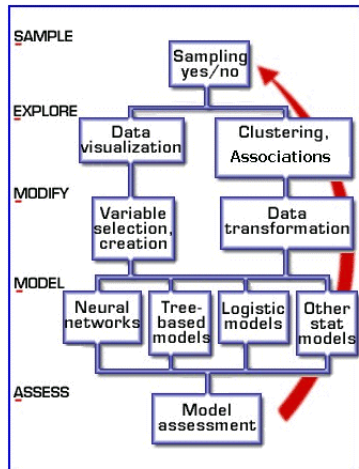 SAMPLE
Sampling
yes/no
EXPLORE
Data
visualization
Clustering,
Associations
MODIFY
Variable
selection,
creation
Data
transformation
MODEL
Neural
networks
Tree-
based
models
Logistic
models
Other
stat
models
ASSESS
Model
assessment